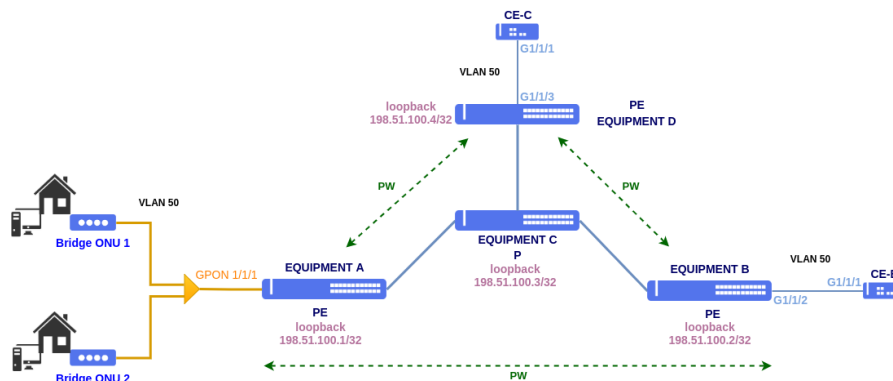 CE-C
G1/1/1
VLAN 50
G1/1/3
loopback
198.51.100.4/32
PE
EQUIPMENT D
PW
PW
VLAN 50
Bridge ONU 1
GPON 1/1/1
EQUIPMENT A
PE
loopback
198.51.100.1/32
EQUIPMENT C
P
loopback
198.51.100.3/32
VLAN 50
EQUIPMENT B
G1/1/1
G1/1/2
PE
loopback
198.51.100.2/32
Bridge ONU 2
PW